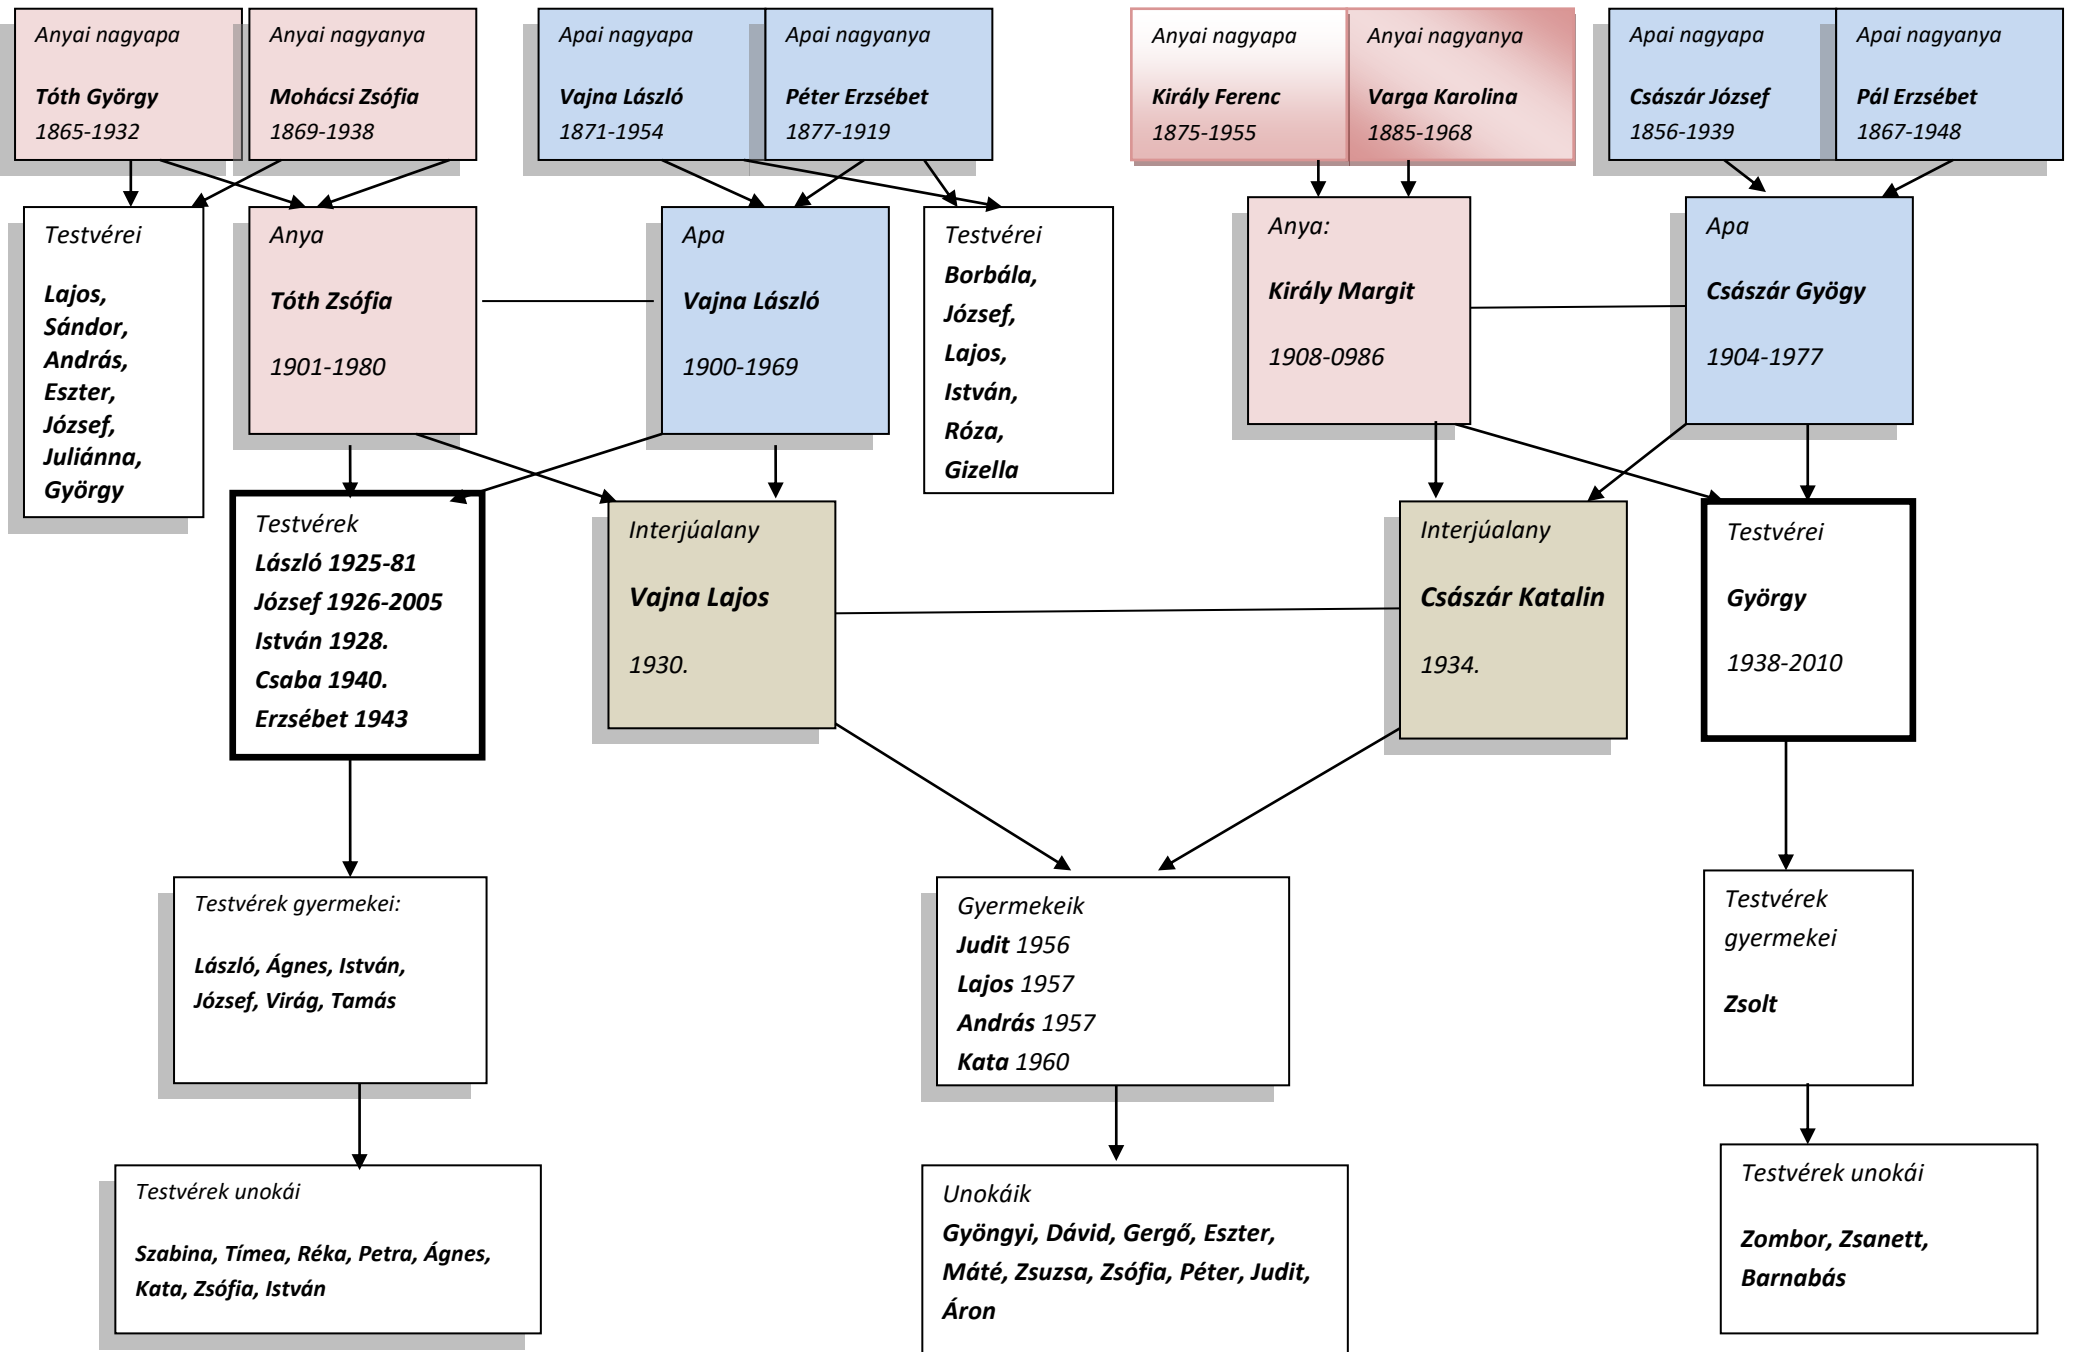 Anyai nagyapa
Tóth György
1865-1932
Anyai nagyanya
Mohácsi Zsófia
1869-1938
Apai nagyapa
Vajna László
1871-1954
Apai nagyanya
Péter Erzsébet
1877-1919
Anyai nagyapa
Király Ferenc
1875-1955
Anyai nagyanya
Varga Karolina
1885-1968
Apai nagyapa
Császár József
1856-1939
Apai nagyanya
Pál Erzsébet
1867-1948
Testvérei
Lajos,
Sándor,
András,
Eszter,
József,
Juliánna,
György
Anya
Tóth Zsófia
1901-1980
Apa
Vajna László
1900-1969
Testvérei
Borbála,
József,
Lajos,
István,
Róza,
Gizella
Anya:
Király Margit
1908-0986
Apa
Császár Gyögy
1904-1977
Testvérek
László 1925-81
József 1926-2005
István 1928.
Csaba 1940.
Erzsébet 1943
Interjúalany
Vajna Lajos
1930.
Interjúalany
Császár Katalin
1934.
Testvérei
György
1938-2010
Testvérek gyermekei:
László, Ágnes, István,
József, Virág, Tamás
Gyermekeik
Judit 1956
Lajos 1957
András 1957
Kata 1960
Testvérek
gyermekei
Zsolt
Testvérek unokái
Szabina, Tímea, Réka, Petra, Ágnes,
Kata, Zsófia, István
Unokáik
Gyöngyi, Dávid, Gergő, Eszter,
Máté, Zsuzsa, Zsófia, Péter, Judit,
Áron
Testvérek unokái
Zombor, Zsanett,
Barnabás